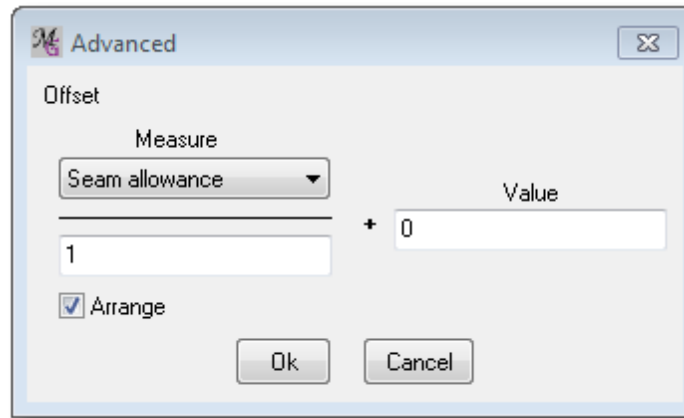 Advanced
Offset
Measure
Seam allowance
Value
+
0
1
Arrange
Ok
Cancel